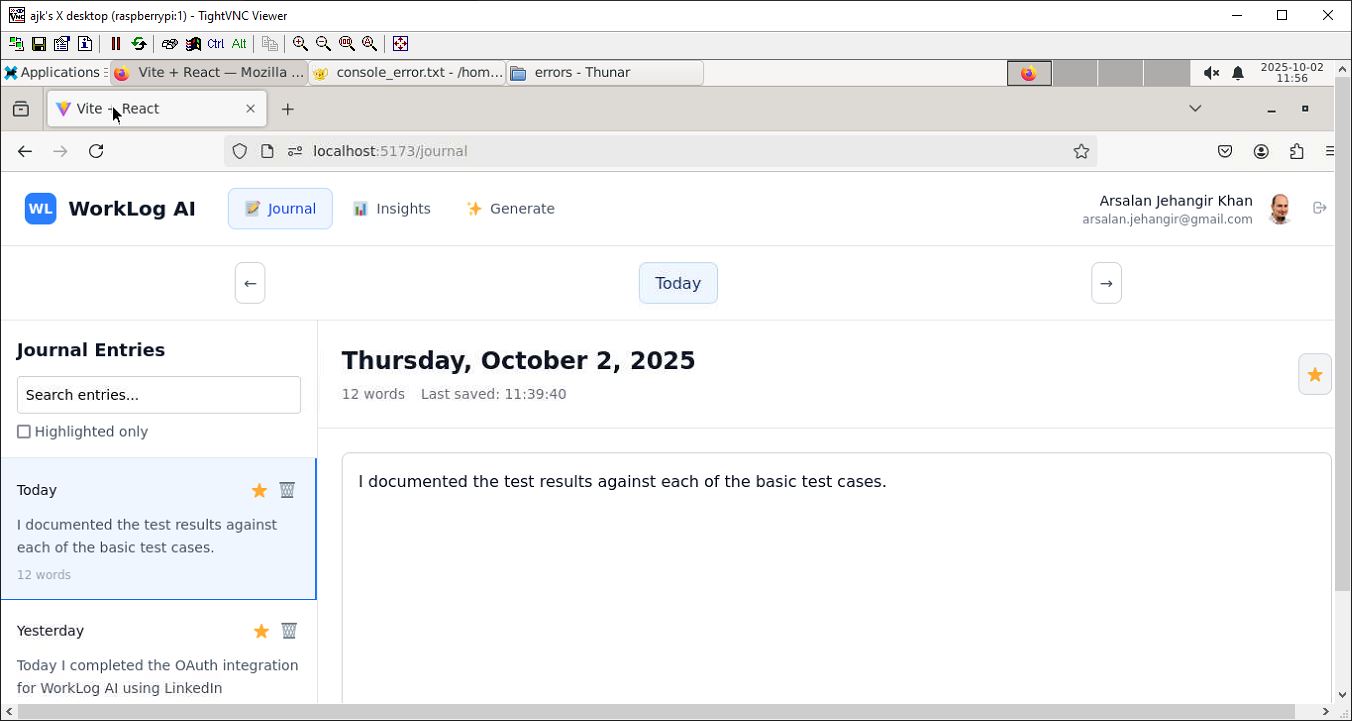 ajk's X desktop (raspberrypi:1) - TightVNC Viewer
Ctrl Alt
Applications Vite + React — Mozilla ... console_error.txt - /hom... errors - Thunar 2025-10-02
11:56
Vite + React
localhost:5173/journal
WL WorkLog AI Journal Insights Generate Arsalan Jehangir Khan
arsalan.jehangir@gmail.com
← Today →
Journal Entries
Search entries...
Highlighted only
Thursday, October 2, 2025
12 words Last saved: 11:39:40
Today
I documented the test results against
each of the basic test cases.
12 words
Yesterday
Today I completed the OAuth integration
for WorkLog AI using LinkedIn
I documented the test results against each of the basic test cases.